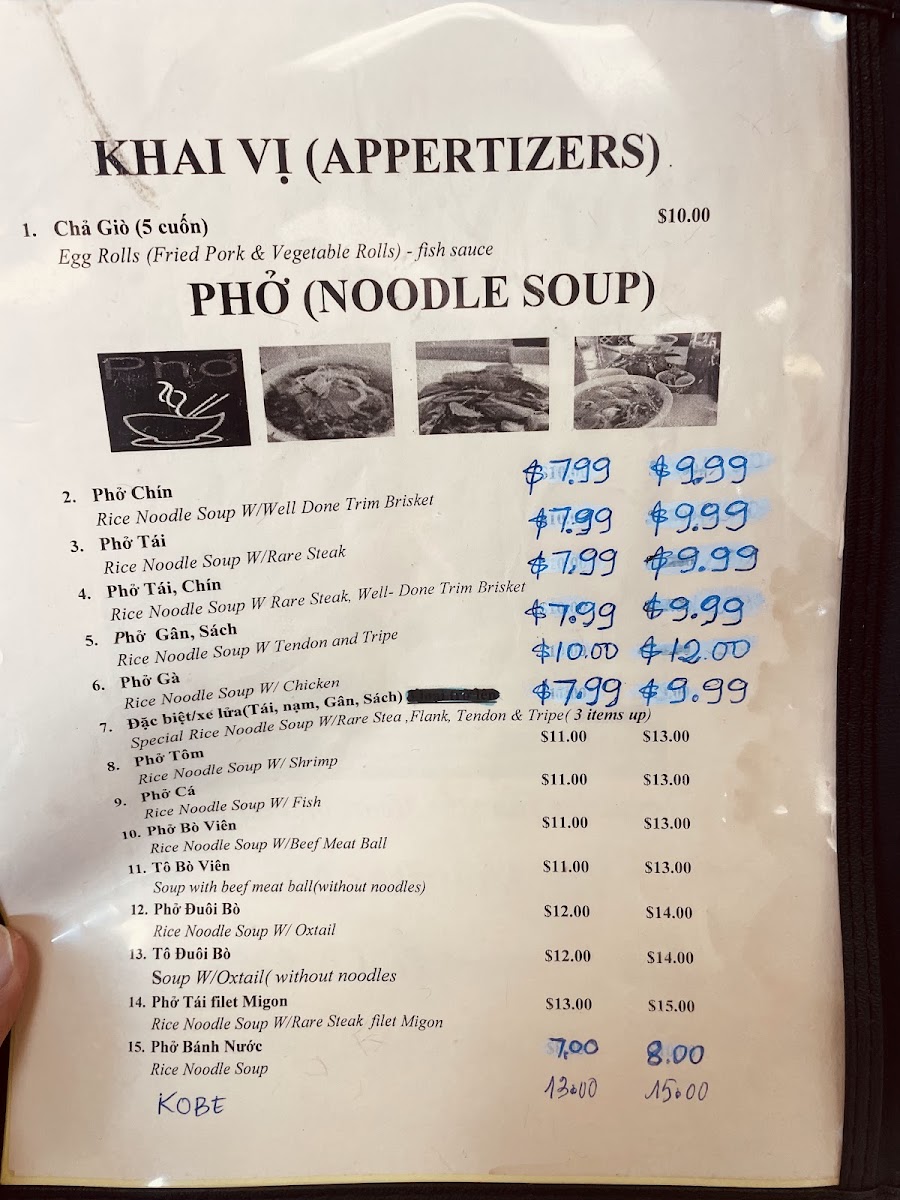 KHAI VỊ (APPERTIZERS)
1. Chả Giò (5 cuốn) $10.00
Egg Rolls (Fried Pork & Vegetable Rolls) - fish sauce
PHỞ (NOODLE SOUP)
Phở
2. Phở Chín $7.99 $9.99
Rice Noodle Soup W/Well Done Trim Brisket
3. Phở Tái $7.99 $9.99
Rice Noodle Soup W/Rare Steak
4. Phở Tái, Chín $7.99 $9.99
Rice Noodle Soup W Rare Steak, Well- Done Trim Brisket
5. Phở Gân, Sách $7.99 $9.99
Rice Noodle Soup W Tendon and Tripe
6. Phở Gà $10.00 $12.00
Rice Noodle Soup W/ Chicken
7. Đặc biệt/xé lửa(Tái, nạm, Gân, Sách) $7.99 $9.99
Special Rice Noodle Soup W/Rare Stea ,Flank, Tendon & Tripe( 3 items up)
8. Phở Tôm $11.00 $13.00
Rice Noodle Soup W/ Shrimp
9. Phở Cá $11.00 $13.00
Rice Noodle Soup W/ Fish
10. Phở Bò Viên $11.00 $13.00
Rice Noodle Soup W/Beef Meat Ball
11. Tô Bò Viên $11.00 $13.00
Soup with beef meat ball(without noodles)
12. Phở Đuôi Bò $12.00 $14.00
Rice Noodle Soup W/ Oxtail
13. Tô Đuôi Bò $12.00 $14.00
Soup W/Oxtail( without noodles
14. Phở Tái filet Migon $13.00 $15.00
Rice Noodle Soup W/Rare Steak filet Migon
15. Phở Bánh Nước 7,00 8.00
Rice Noodle Soup
KOBE 13.00 15.00